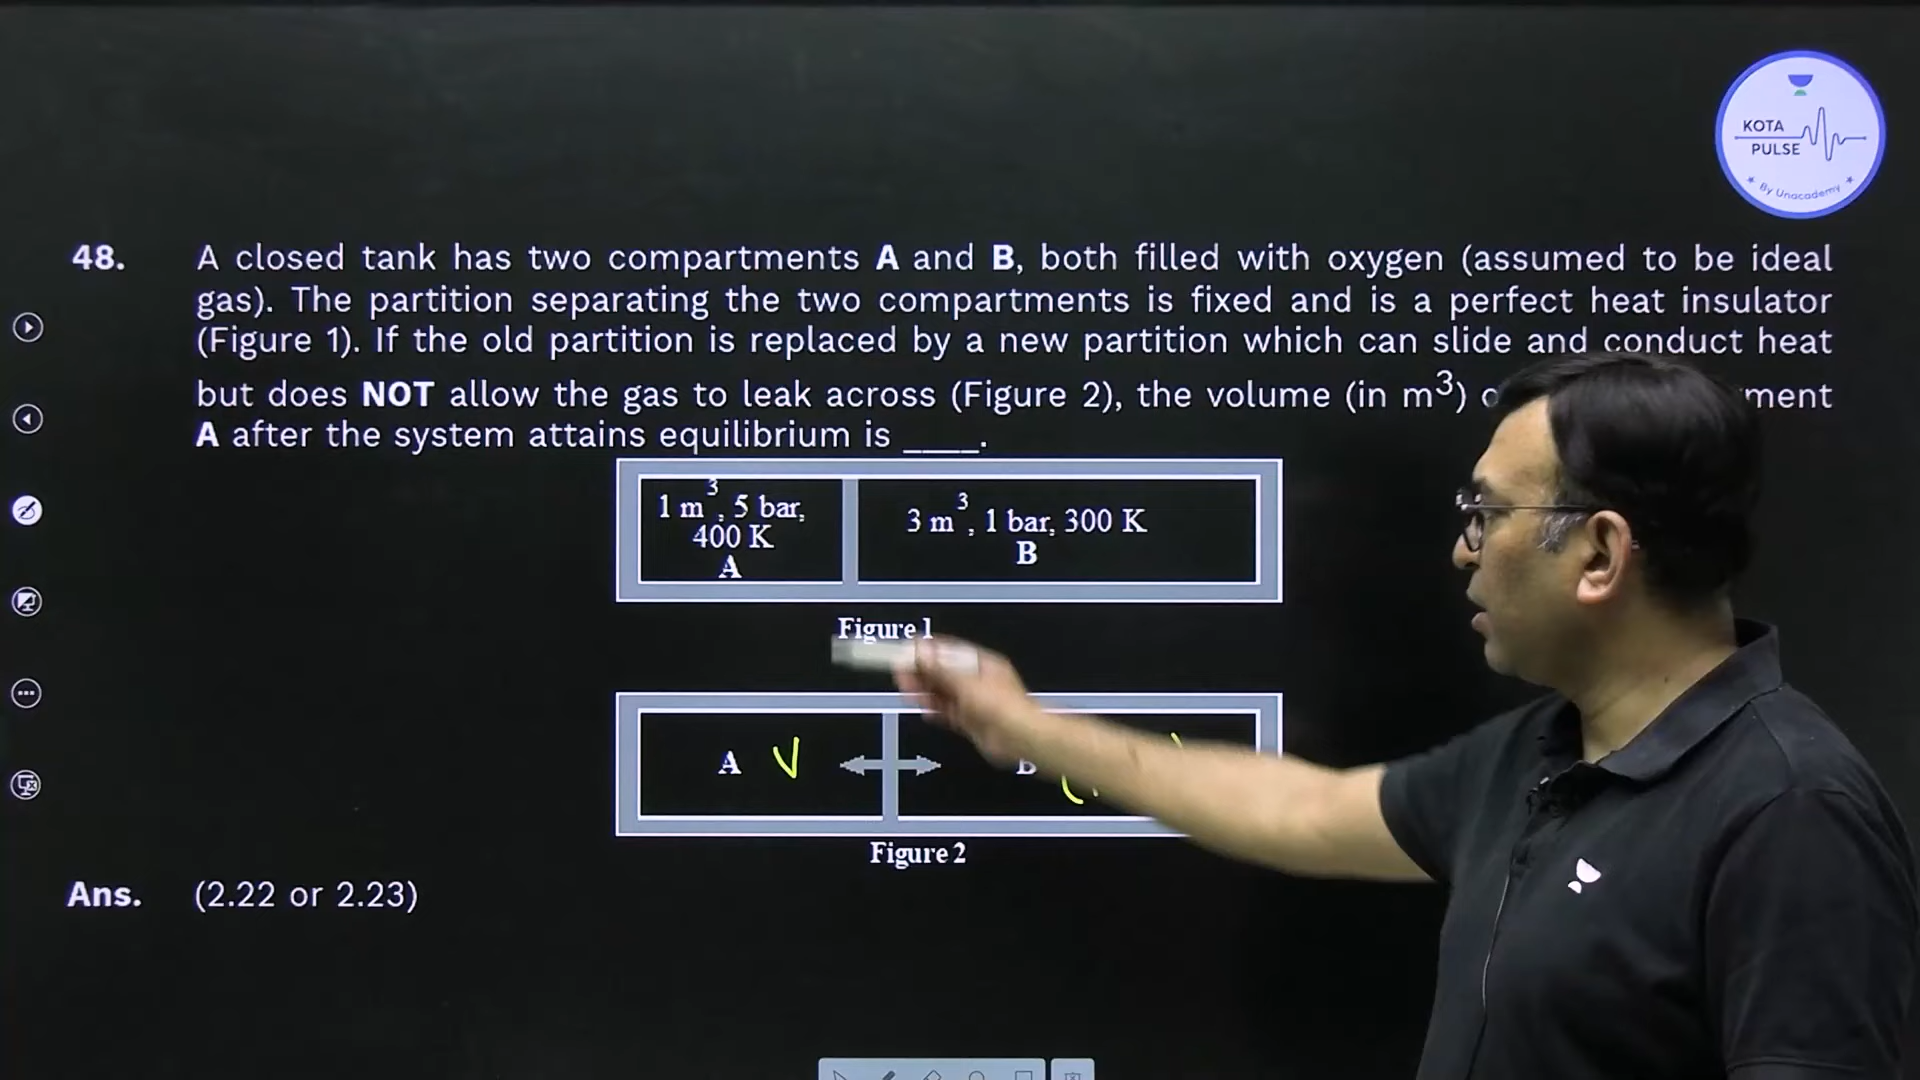 KOTA
PULSE
★ By Unacademy ★
48. A closed tank has two compartments A and B, both filled with oxygen (assumed to be ideal
gas). The partition separating the two compartments is fixed and is a perfect heat insulator
(Figure 1). If the old partition is replaced by a new partition which can slide and conduct heat
but does NOT allow the gas to leak across (Figure 2), the volume (in m³)
A after the system attains equilibrium is ____.
1 m³, 5 bar,
400 K
A
3 m³, 1 bar, 300 K
B
Figure 1
A V
B
Figure 2
Ans. (2.22 or 2.23)